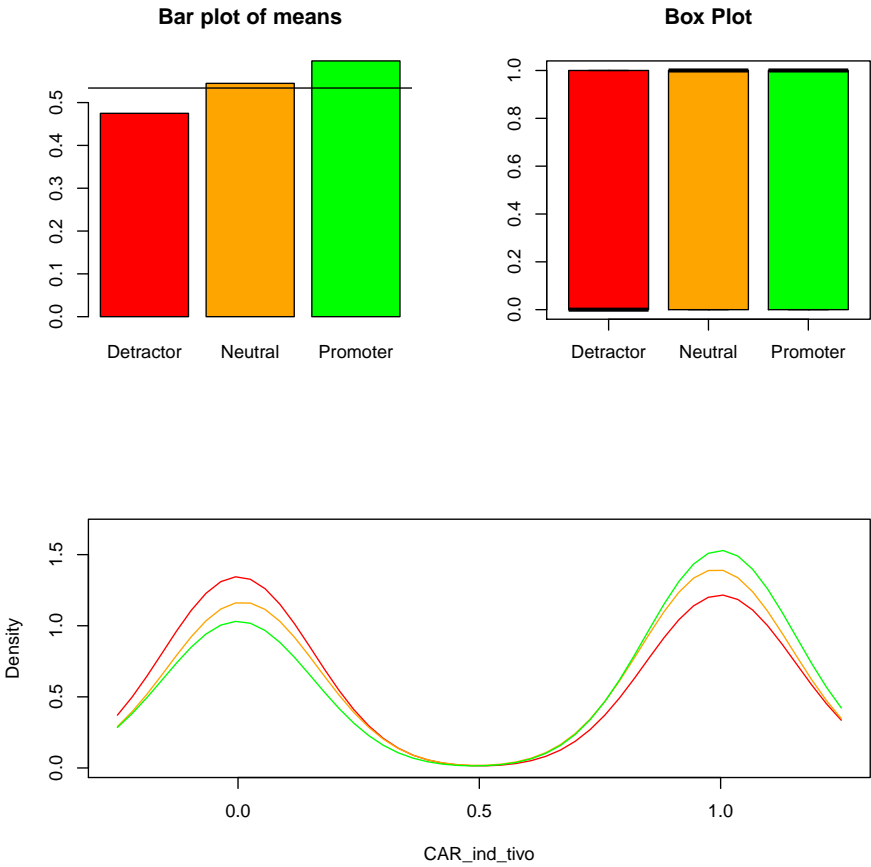 Bar plot of means
0.0
0.1
0.2
0.3
0.4
0.5
Detractor Neutral Promoter
Box Plot
0.0
0.2
0.4
0.6
0.8
1.0
Detractor Neutral Promoter
Density
0.0
0.5
1.0
1.5
0.0 0.5 1.0
CAR_ind_tivo